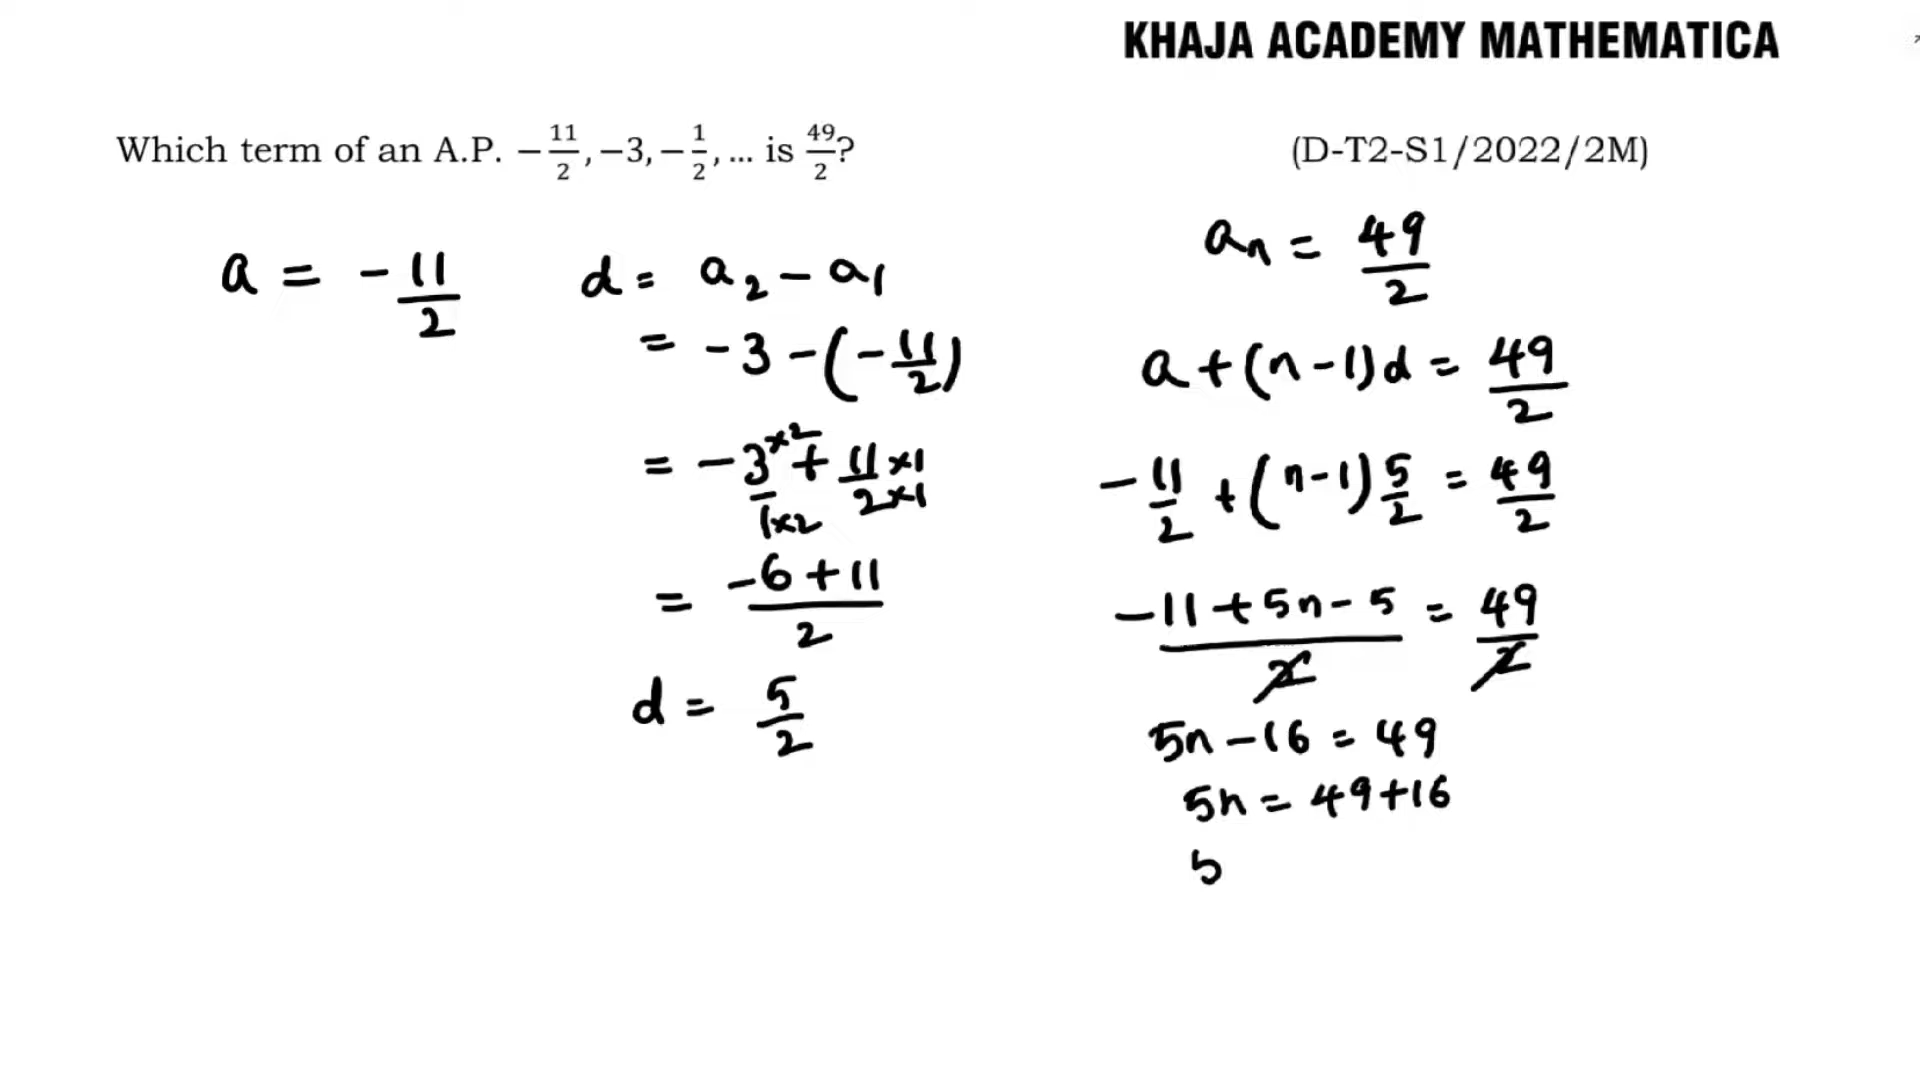 KHAJA ACADEMY MATHEMATICA
Which term of an A.P. −11/2, −3, −1/2, ... is 49/2? (D-T2-S1/2022/2M)
a = -11/2
d = a₂ - a₁
= -3 - (-11/2)
= -3×2/1×2 + 11×1/2×1
= -6+11/2
d = 5/2
aₙ = 49/2
a + (n-1)d = 49/2
-11/2 + (n-1)5/2 = 49/2
-11+5n-5/2 = 49/2
5n - 16 = 49
5n = 49+16
5